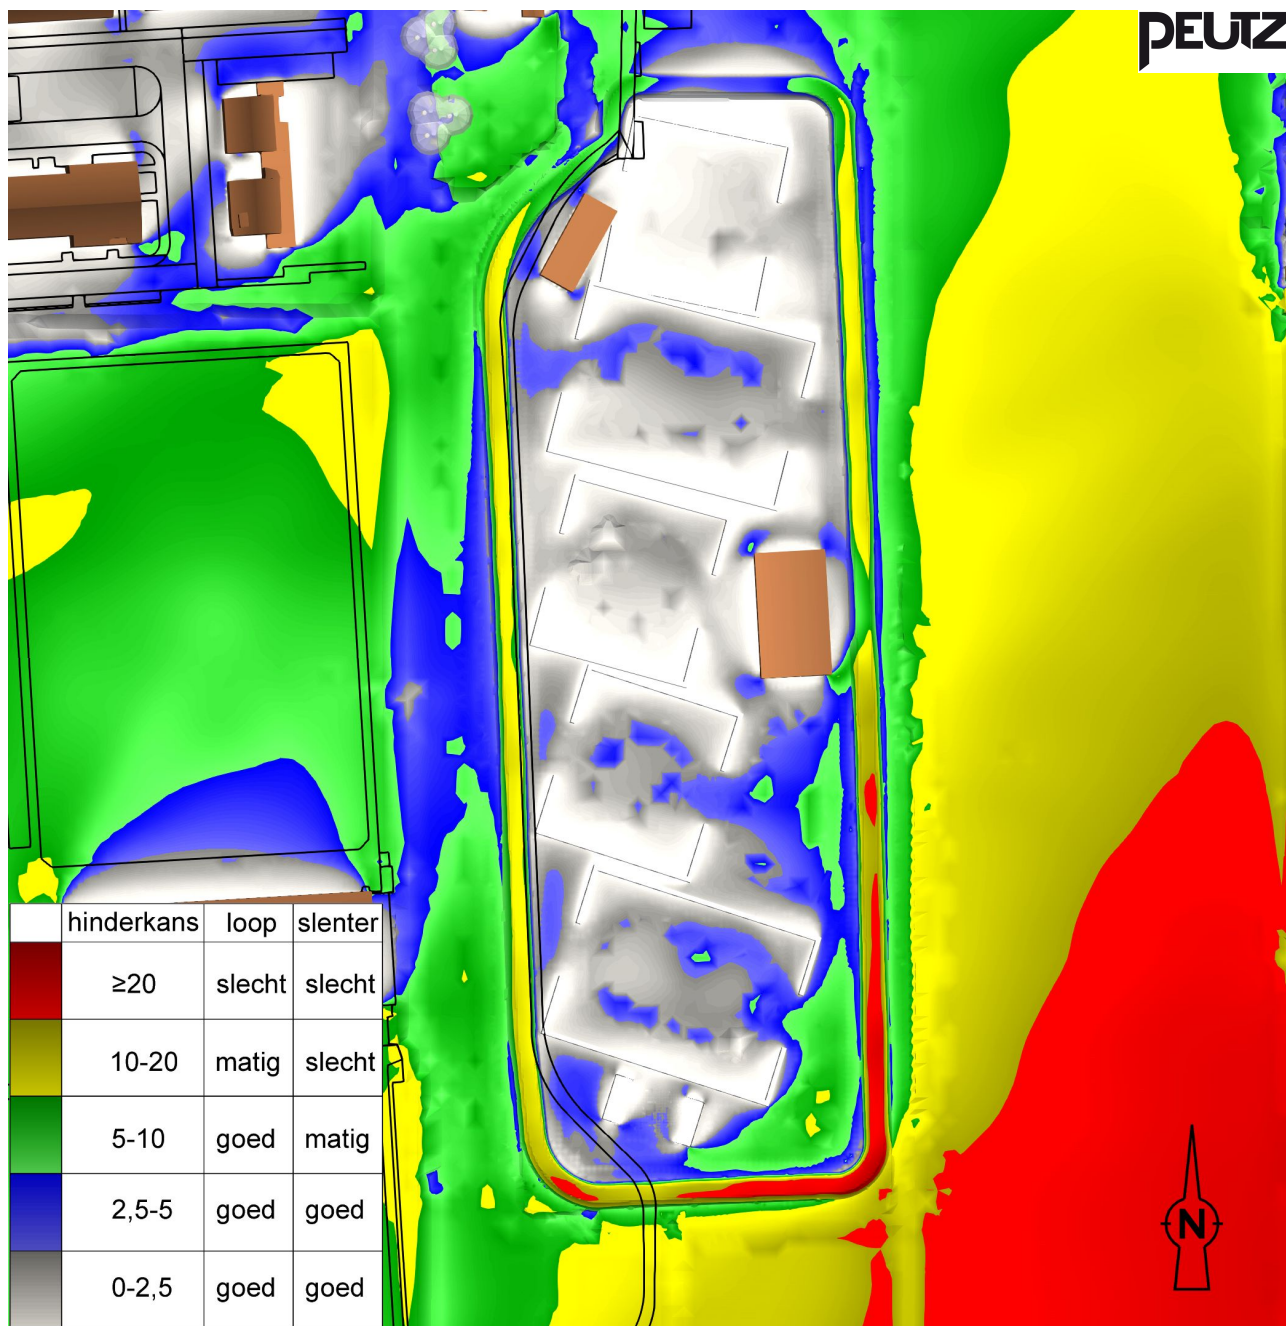 PEUTZ
hinderkans loop slenter
≥20 slecht slecht
10-20 matig slecht
5-10 goed matig
2,5-5 goed goed
0-2,5 goed goed
N